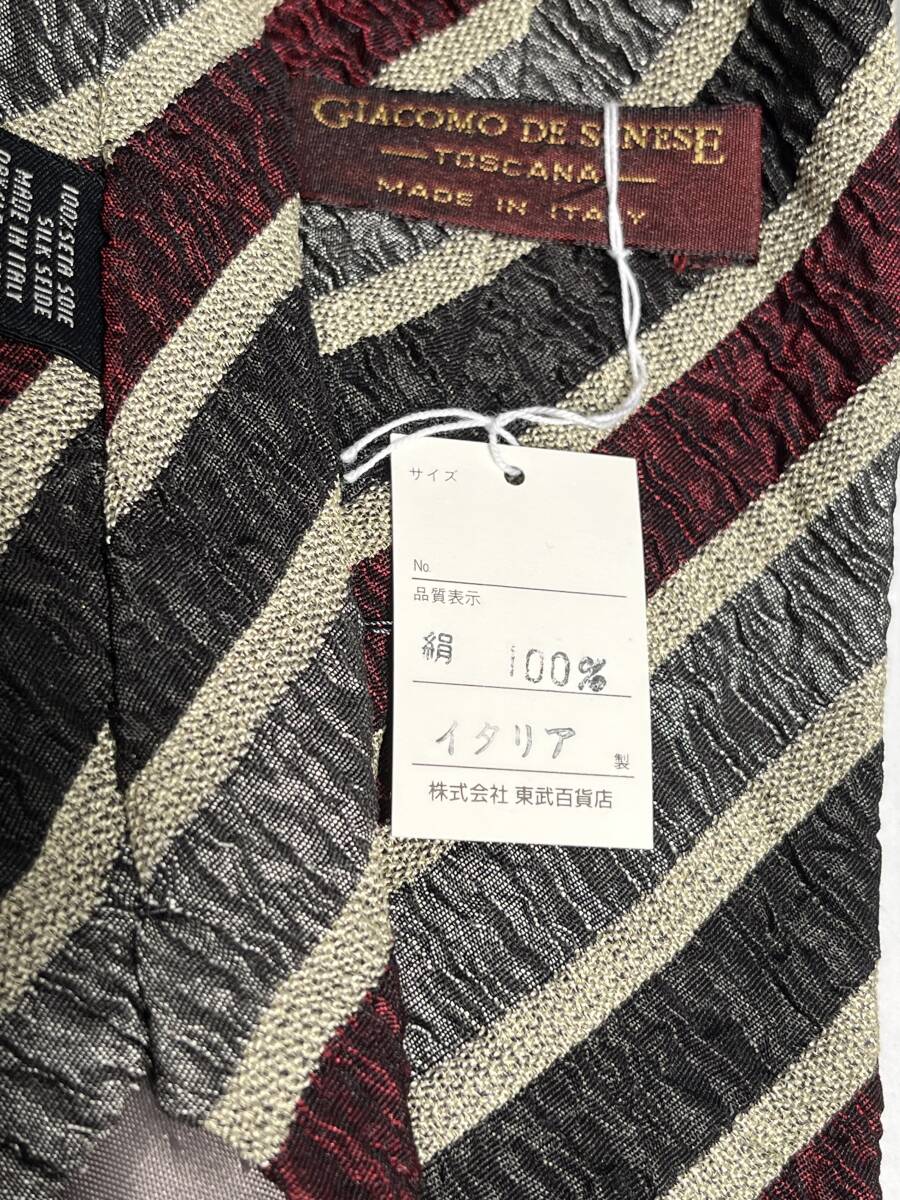 GIACOMO DE SENESE
TOSCANA
MADE IN ITALY
100%SETA SOIE
SILK SEIDE
MADE IN ITALY
サイズ
No.
品質表示
絹 100%
イタリア 製
株式会社 東武百貨店